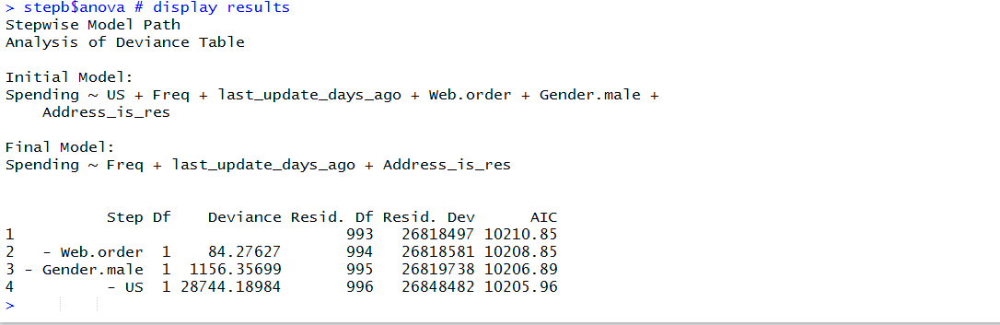 > stepb$anova # display results
Stepwise Model Path
Analysis of Deviance Table
Initial Model:
Spending ~ US + Freq + last_update_days_ago + Web.order + Gender.male +
    Address_is_res
Final Model:
Spending ~ Freq + last_update_days_ago + Address_is_res
           Step Df    Deviance Resid. Df Resid. Dev      AIC
1                                    993   26818497 10210.85
2   - Web.order  1    84.27627       994   26818581 10208.85
3 - Gender.male  1  1156.35699       995   26819738 10206.89
4          - US  1 28744.18984       996   26848482 10205.96
>